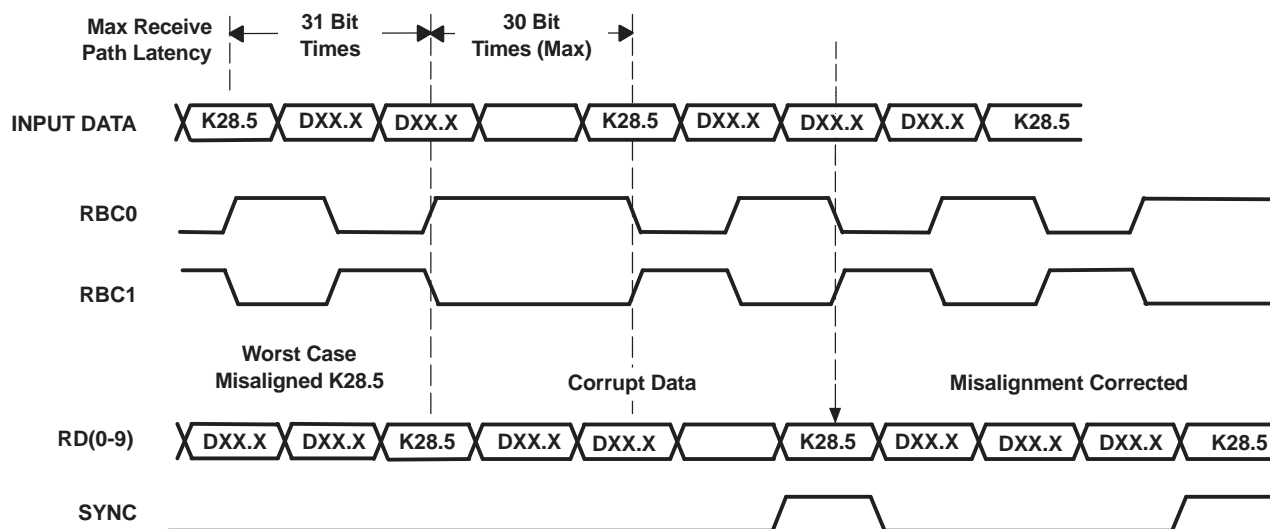 Max Receive
Path Latency
31 Bit
Times
30 Bit
Times (Max)
INPUT DATA
K28.5 DXX.X DXX.X K28.5 DXX.X DXX.X DXX.X K28.5
RBC0
RBC1
Worst Case
Misaligned K28.5
Corrupt Data
Misalignment Corrected
RD(0-9)
DXX.X DXX.X K28.5 DXX.X DXX.X K28.5 DXX.X DXX.X DXX.X K28.5
SYNC